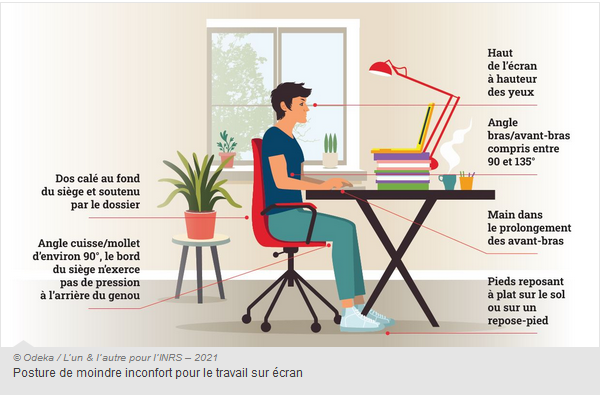 Haut
de l'écran
à hauteur
des yeux
Angle
bras/avant-bras
compris entre
90 et 135°
Dos calé au fond
du siège et soutenu
par le dossier
Main dans
le prolongement
des avant-bras
Angle cuisse/mollet
d'environ 90°, le bord
du siège n'exerce
pas de pression
à l'arrière du genou
Pieds reposant
à plat sur le sol
ou sur un
repose-pied
© Odeka / L'un & l'autre pour l'INRS – 2021
Posture de moindre inconfort pour le travail sur écran